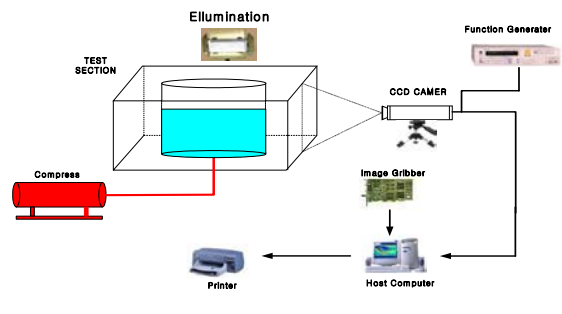 Ellumination
Function Generater
TEST
SECTION
CCD CAMER
Compress
Image Gribber
Printer
Host Computer